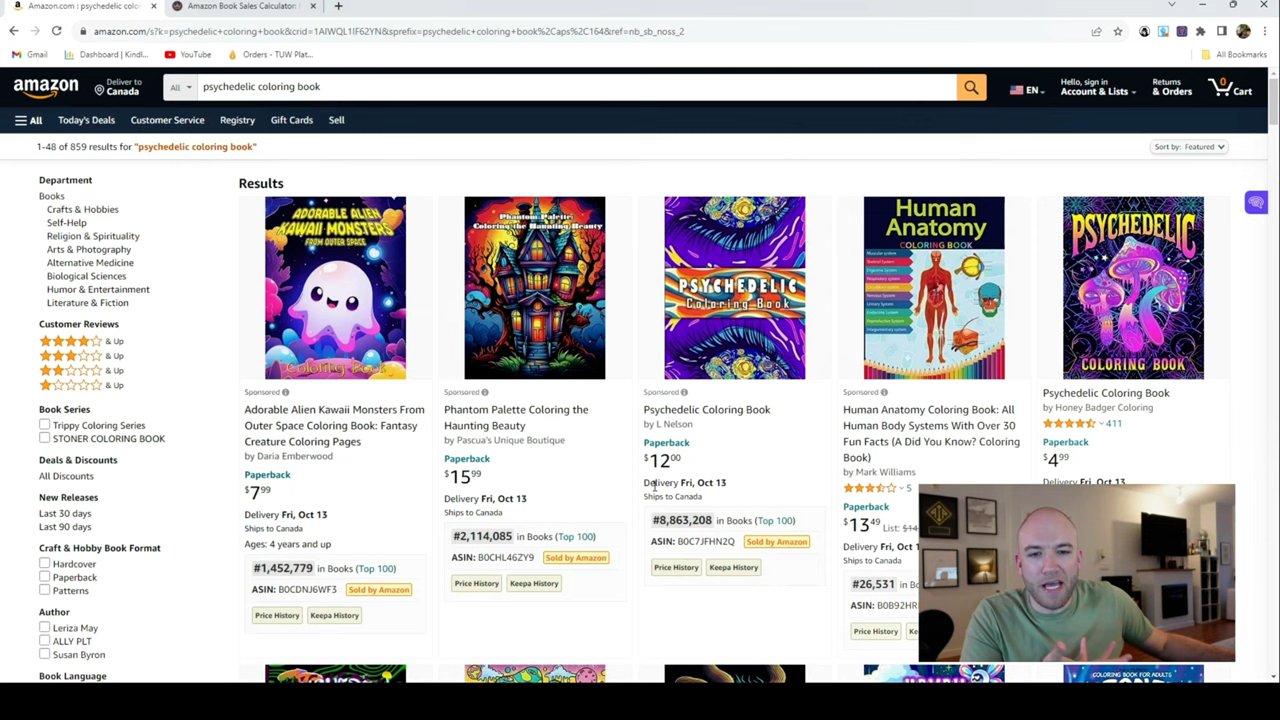 Amazon.com : psychedelic colo
Amazon Book Sales Calculator:
amazon.com/s?k=psychedelic+coloring+book&crid=1AIWQL1IF62YN&sprefix=psychedelic+coloring+book%2Caps%2C164&ref=nb_sb_noss_2
Gmail
Dashboard | Kindl...
YouTube
Orders - TUW Plat...
All Bookmarks
amazon
Deliver to
Canada
All
psychedelic coloring book
EN
Hello, sign in
Account & Lists
Returns
& Orders
0
Cart
All
Today's Deals
Customer Service
Registry
Gift Cards
Sell
1-48 of 859 results for "psychedelic coloring book"
Sort by: Featured
Department
Books
Crafts & Hobbies
Self-Help
Religion & Spirituality
Arts & Photography
Alternative Medicine
Biological Sciences
Humor & Entertainment
Literature & Fiction
Customer Reviews
& Up
& Up
& Up
& Up
Book Series
Trippy Coloring Series
STONER COLORING BOOK
Deals & Discounts
All Discounts
New Releases
Last 30 days
Last 90 days
Craft & Hobby Book Format
Hardcover
Paperback
Patterns
Author
Leriza May
ALLY PLT
Susan Byron
Book Language
Results
ADORABLE ALIEN
KAWAII MONSTERS
FROM OUTER SPACE
Coloring Book
Sponsored
Adorable Alien Kawaii Monsters From
Outer Space Coloring Book: Fantasy
Creature Coloring Pages
by Daria Emberwood
Paperback
$799
Delivery Fri, Oct 13
Ships to Canada
Ages: 4 years and up
#1,452,779 in Books (Top 100)
ASIN: B0CDNJ6WF3 Sold by Amazon
Price History Keepa History
Phantom Palette:
Coloring the Haunting Beauty
Sponsored
Phantom Palette Coloring the
Haunting Beauty
by Pascua's Unique Boutique
Paperback
$1599
Delivery Fri, Oct 13
Ships to Canada
#2,114,085 in Books (Top 100)
ASIN: B0CHL46ZY9 Sold by Amazon
Price History Keepa History
PSYCHEDELIC
Coloring Book
Sponsored
Psychedelic Coloring Book
by L Nelson
Paperback
$1200
Delivery Fri, Oct 13
Ships to Canada
#8,863,208 in Books (Top 100)
ASIN: B0C7JFHN2Q Sold by Amazon
Price History Keepa History
Human
Anatomy
COLORING BOOK
Sponsored
Human Anatomy Coloring Book: All
Human Body Systems With Over 30
Fun Facts (A Did You Know? Coloring
Book)
by Mark Williams
5
Paperback
$1349 List: $14
Delivery Fri, Oct 1
Ships to Canada
#26,531 in Bo
ASIN: B0B92HR
Price History Ke
PSYCHEDELIC
COLORING BOOK
Psychedelic Coloring Book
by Honey Badger Coloring
411
Paperback
$499
COLORING BOOK FOR ADULTS